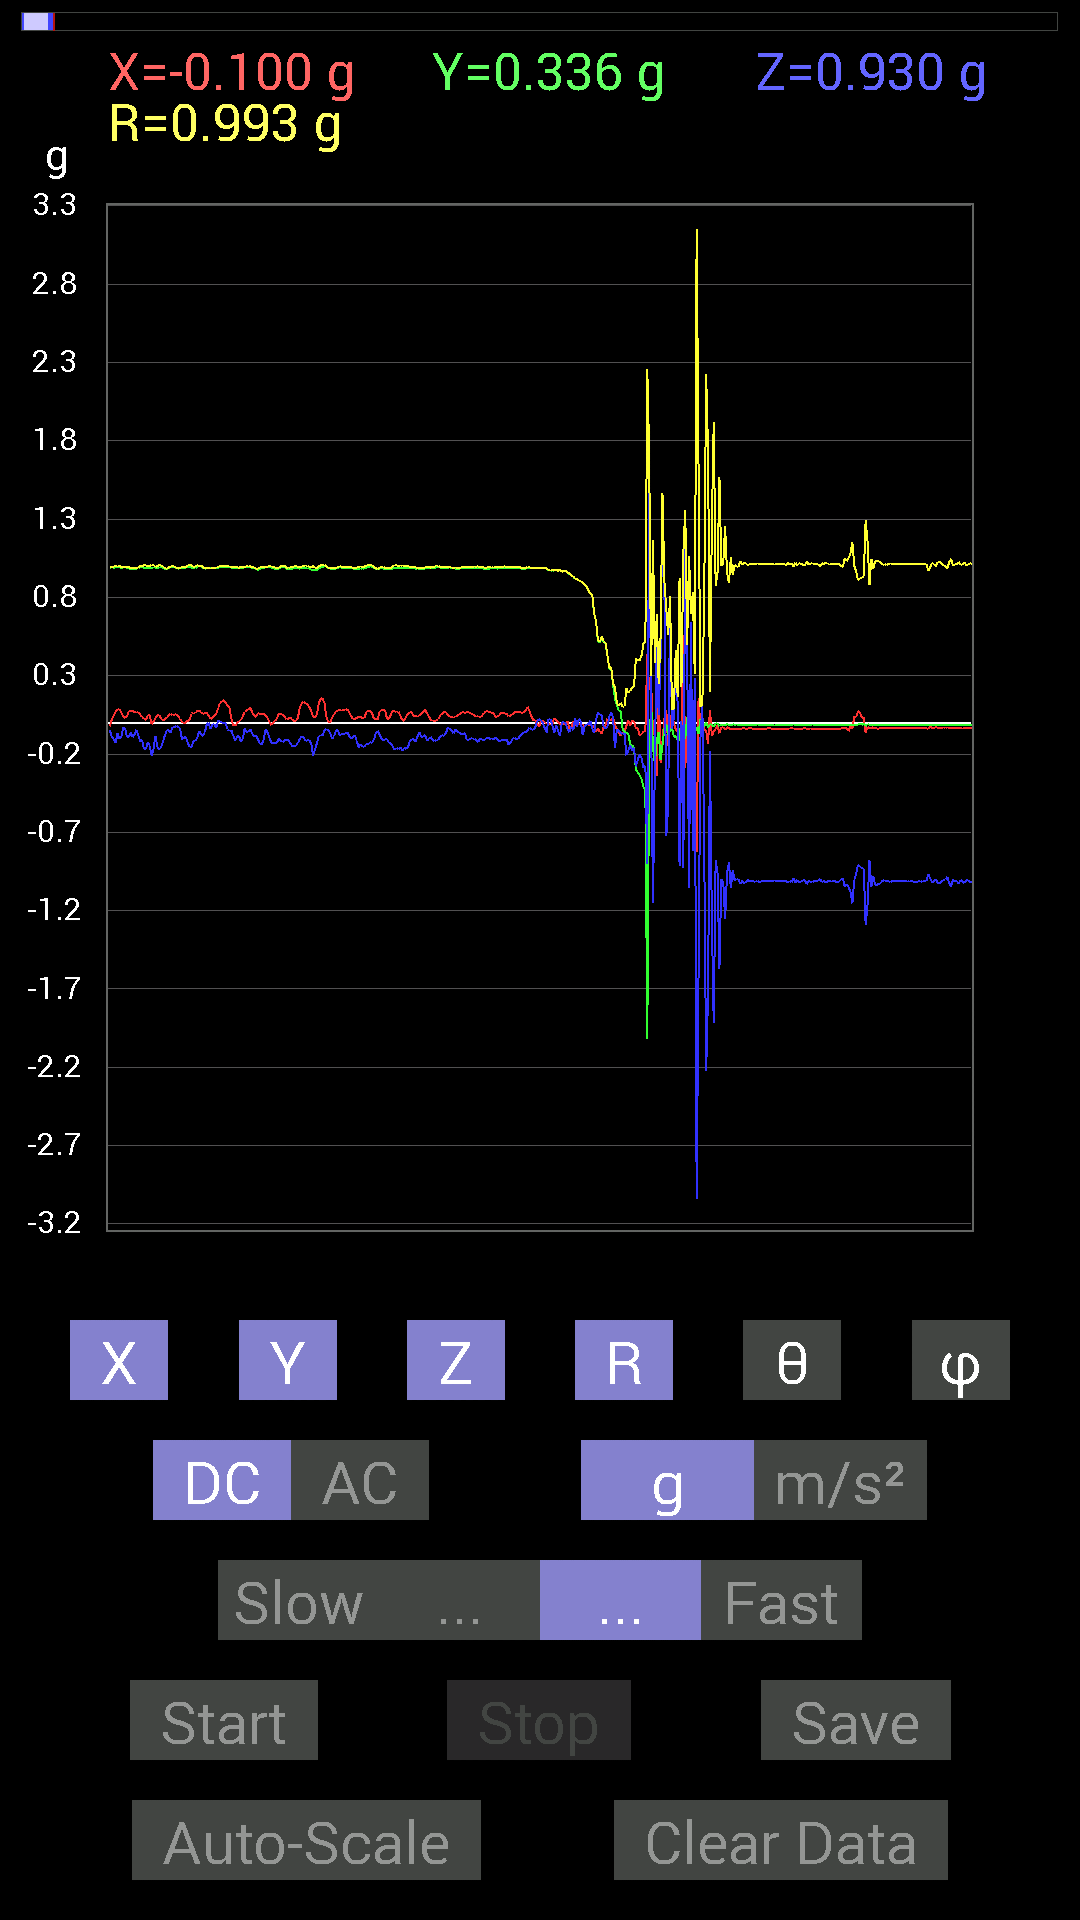 X=-0.100 g Y=0.336 g Z=0.930 g
R=0.993 g
g
3.3
2.8
2.3
1.8
1.3
0.8
0.3
-0.2
-0.7
-1.2
-1.7
-2.2
-2.7
-3.2
X Y Z R θ φ
DC AC g m/s²
Slow ... ... Fast
Start Stop Save
Auto-Scale Clear Data